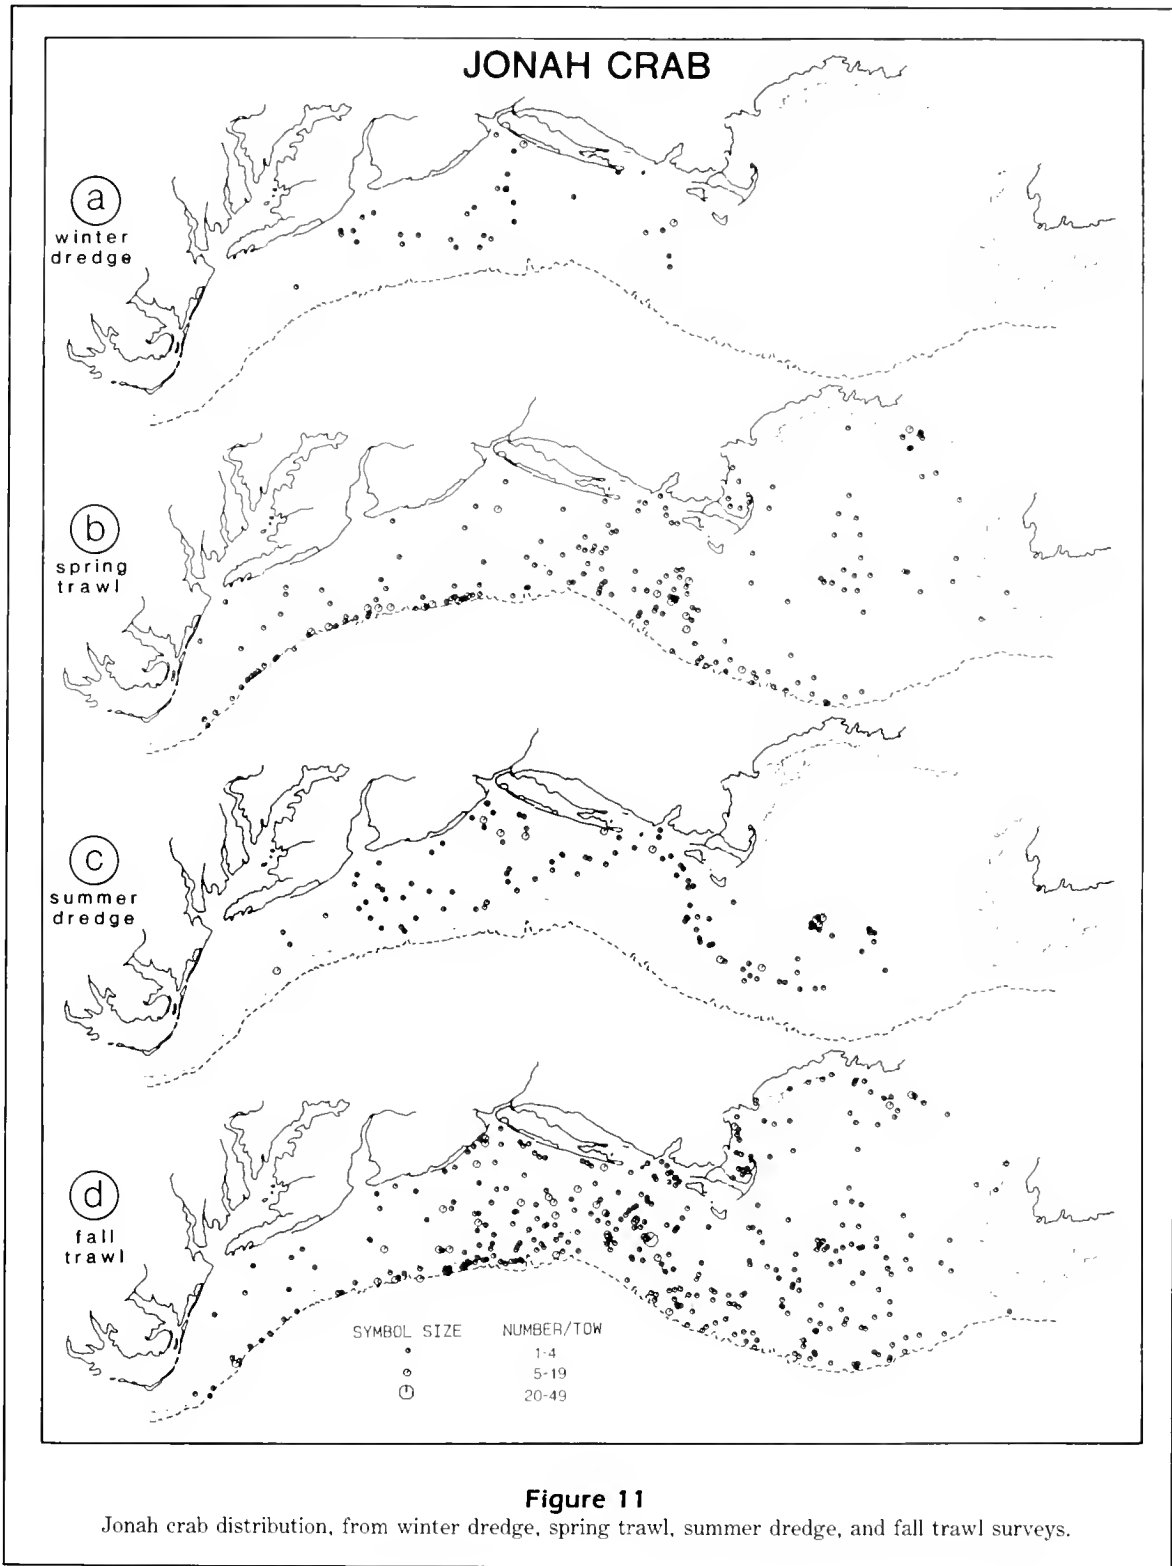 JONAH CRAB
a
winter
dredge
b
spring
trawl
c
summer
dredge
d
fall
trawl
SYMBOL SIZE NUMBER/TOW
1-4
5-19
20-49
Figure 11
Jonah crab distribution, from winter dredge, spring trawl, summer dredge, and fall trawl surveys.